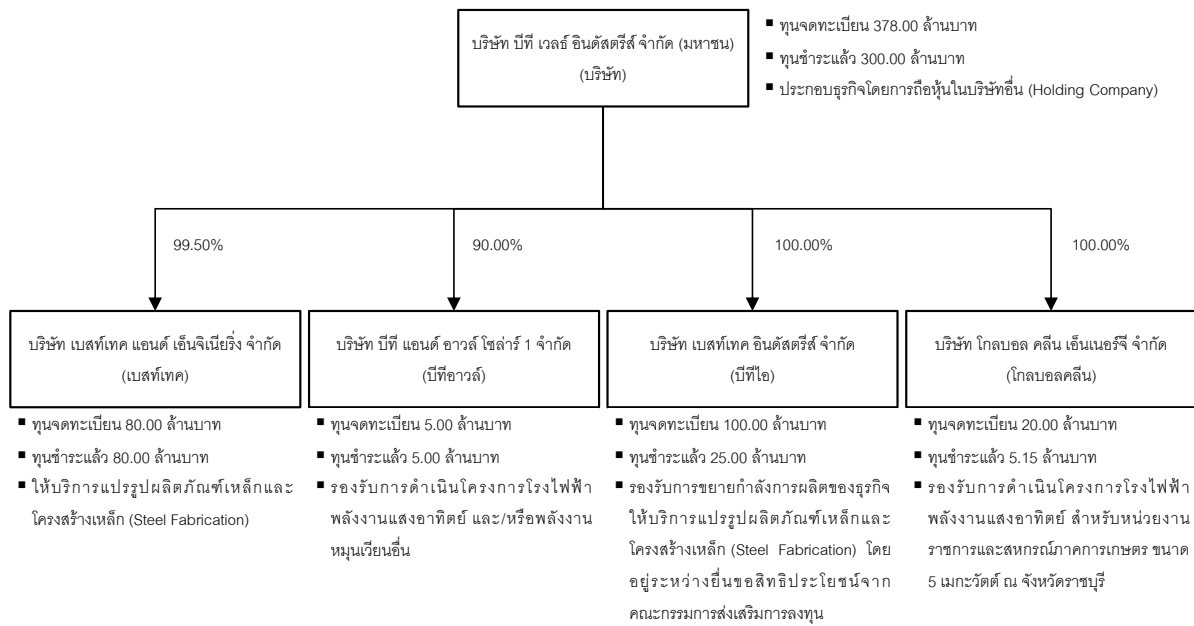 บริษัท บีที เวลธ์ อินดัสตรีส์ จำกัด (มหาชน)
(บริษัท)
▪ ทุนจดทะเบียน 378.00 ล้านบาท
▪ ทุนชำระแล้ว 300.00 ล้านบาท
▪ ประกอบธุรกิจโดยการถือหุ้นในบริษัทอื่น (Holding Company)
99.50%
90.00%
100.00%
100.00%
บริษัท เบสท์เทค แอนด์ เอ็นจิเนียริ่ง จำกัด
(เบสท์เทค)
▪ ทุนจดทะเบียน 80.00 ล้านบาท
▪ ทุนชำระแล้ว 80.00 ล้านบาท
▪ ให้บริการแปรรูปผลิตภัณฑ์เหล็กและ
โครงสร้างเหล็ก (Steel Fabrication)
บริษัท บีที แอนด์ อาวล์ โซล่าร์ 1 จำกัด
(บีทีอาวล์)
▪ ทุนจดทะเบียน 5.00 ล้านบาท
▪ ทุนชำระแล้ว 5.00 ล้านบาท
▪ รองรับการดำเนินโครงการโรงไฟฟ้า
พลังงานแสงอาทิตย์ และ/หรือพลังงาน
หมุนเวียนอื่น
บริษัท เบสท์เทค อินดัสตรีส์ จำกัด
(บีทีไอ)
▪ ทุนจดทะเบียน 100.00 ล้านบาท
▪ ทุนชำระแล้ว 25.00 ล้านบาท
▪ รองรับการขยายกำลังการผลิตของธุรกิจ
ให้บริการแปรรูปผลิตภัณฑ์เหล็กและ
โครงสร้างเหล็ก (Steel Fabrication) โดย
อยู่ระหว่างยื่นขอสิทธิประโยชน์จาก
คณะกรรมการส่งเสริมการลงทุน
บริษัท โกลบอล คลีน เอ็นเนอร์จี จำกัด
(โกลบอลคลีน)
▪ ทุนจดทะเบียน 20.00 ล้านบาท
▪ ทุนชำระแล้ว 5.15 ล้านบาท
▪ รองรับการดำเนินโครงการโรงไฟฟ้า
พลังงานแสงอาทิตย์ สำหรับหน่วยงาน
ราชการและสหกรณ์ภาคการเกษตร ขนาด
5 เมกะวัตต์ ณ จังหวัดราชบุรี